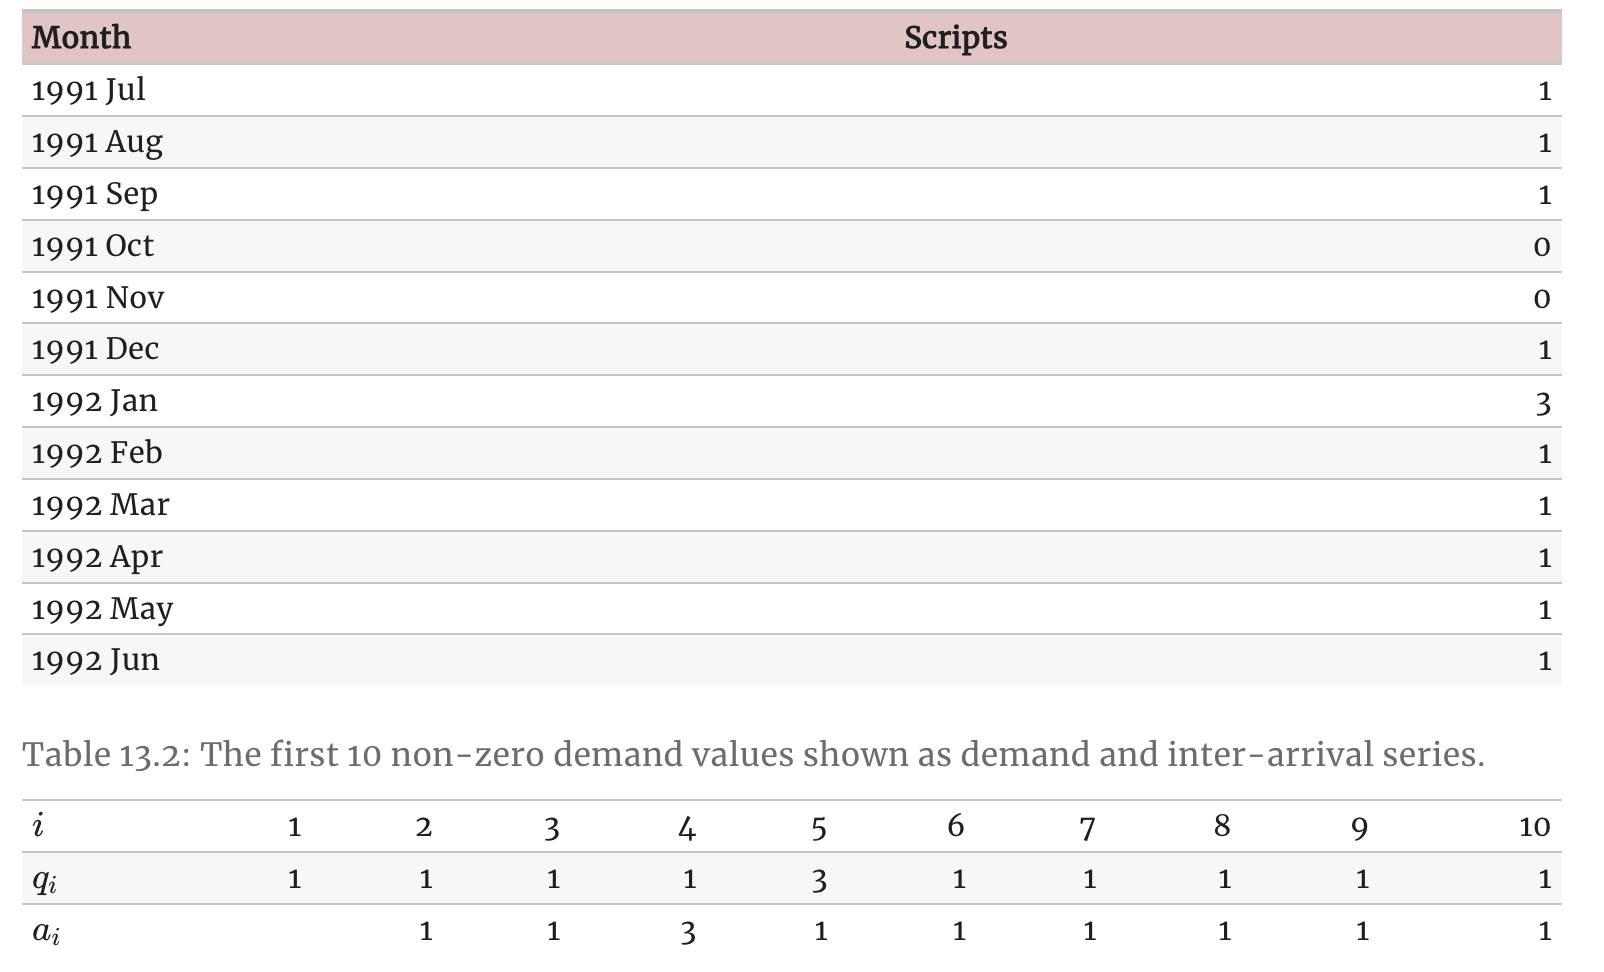 Month Scripts
1991 Jul 1
1991 Aug 1
1991 Sep 1
1991 Oct 0
1991 Nov 0
1991 Dec 1
1992 Jan 3
1992 Feb 1
1992 Mar 1
1992 Apr 1
1992 May 1
1992 Jun 1
Table 13.2: The first 10 non-zero demand values shown as demand and inter-arrival series.
i 1 2 3 4 5 6 7 8 9 10
qᵢ 1 1 1 1 3 1 1 1 1 1
aᵢ 1 1 3 1 1 1 1 1 1